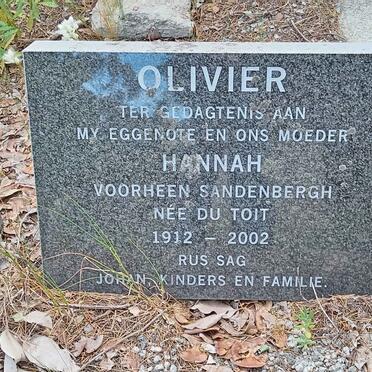 OLIVIER
TER GEDAGTENIS AAN
MY EGGENOTE EN ONS MOEDER
HANNAH
VOORHEEN SANDENBERGH
NÉE DU TOIT
1912 – 2002
RUS SAG
JOHAN, KINDERS EN FAMILIE.